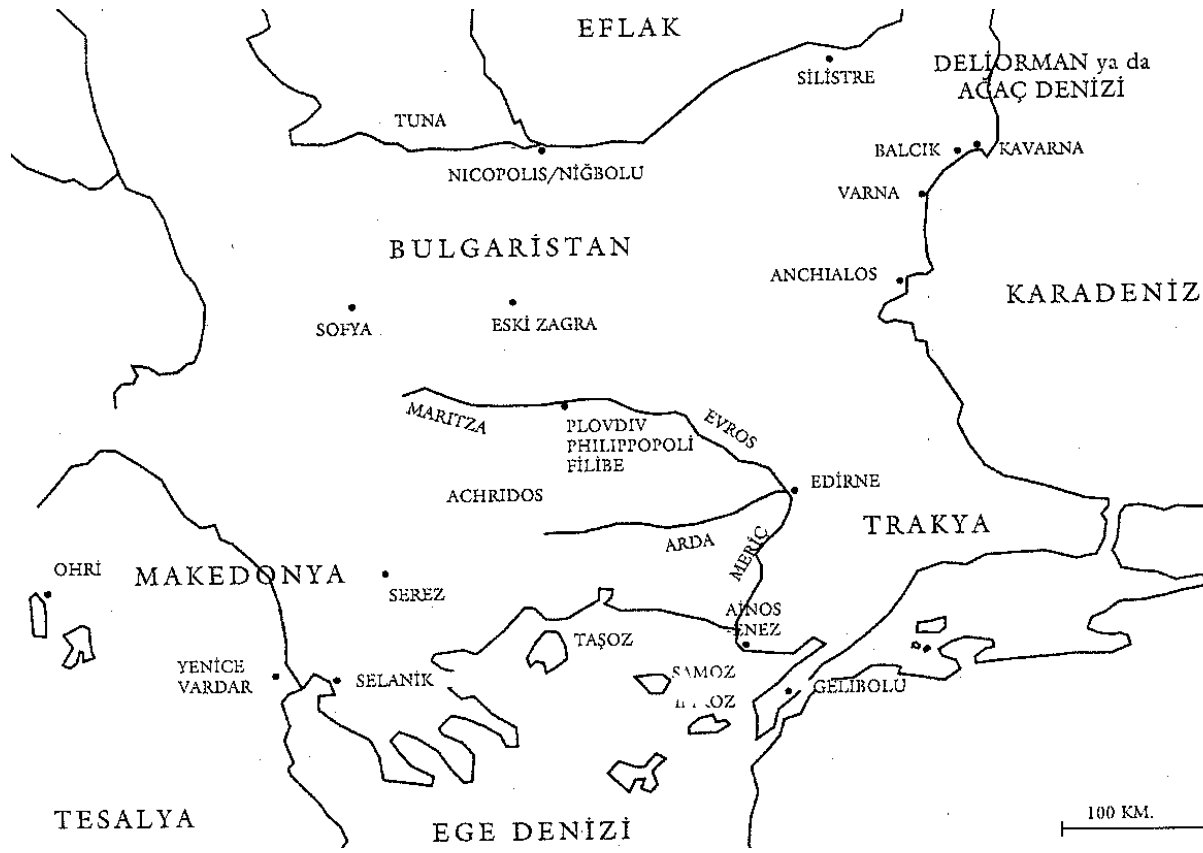 EFLAK
SİLİSTRE
DELİORMAN ya da
AĞAÇ DENİZİ
TUNA
NICOPOLIS/NİĞBOLU
BALCIK
KAVARNA
VARNA
BULGARİSTAN
ANCHIALOS
KARADENİZ
SOFYA
ESKİ ZAGRA
MARITZA
PLOVDIV
PHILIPPOPOLI
FİLİBE
EVROS
ACHRIDOS
EDİRNE
TRAKYA
ARDA
MERİÇ
OHRİ
MAKEDONYA
SEREZ
AİNOS
ENEZ
TAŞOZ
YENİCE
VARDAR
SELANİK
SAMOZ
GELİBOLU
TESALYA
EGE DENİZİ
100 KM.